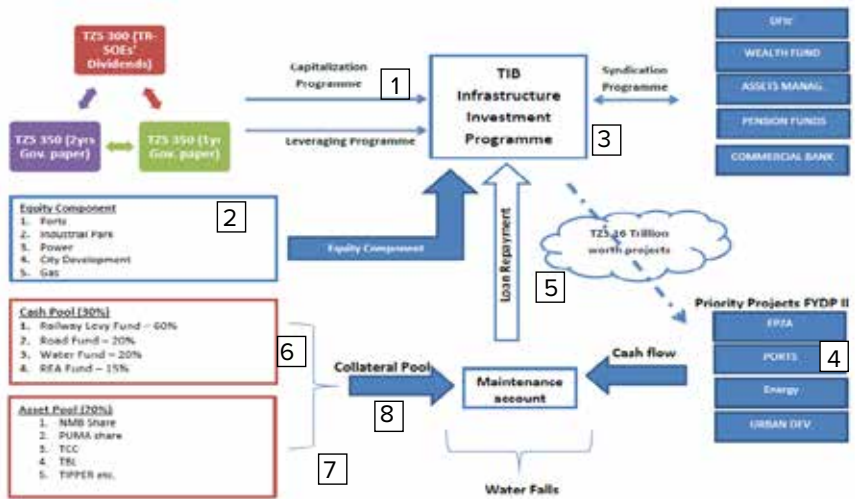 TZS 300 (TR-
SOEs'
Dividends)
TZS 350 (2yrs
Gov. paper)
TZS 350 (1yr
Gov. paper)
Capitalization
Programme
1
Leveraging Programme
TIB
Infrastructure
Investment
Programme
3
Syndication
Programme
WEALTH FUND
ASSETS MANAG.
PENSION FUNDS
COMMERCIAL BANK
Equity Component
2
1. Ports
2. Industrial Park
3. Power
4. City Development
5. Gas
Equity Component
Loan Repayment
5
TZS 16 Trillion
worth projects
Priority Projects FYDP II
EPZA
PORTS
4
Energy
URBAN DEV.
Cash Pool (30%)
1. Railway Levy Fund – 60%
2. Road Fund – 20%
3. Water Fund – 20%
4. REA Fund – 15%
6
Collateral Pool
8
Maintenance
account
Cash flow
Asset Pool (70%)
1. NMB Share
2. PUMA share
3. TCC
4. TBL
5. TIPPER etc.
7
Water Falls